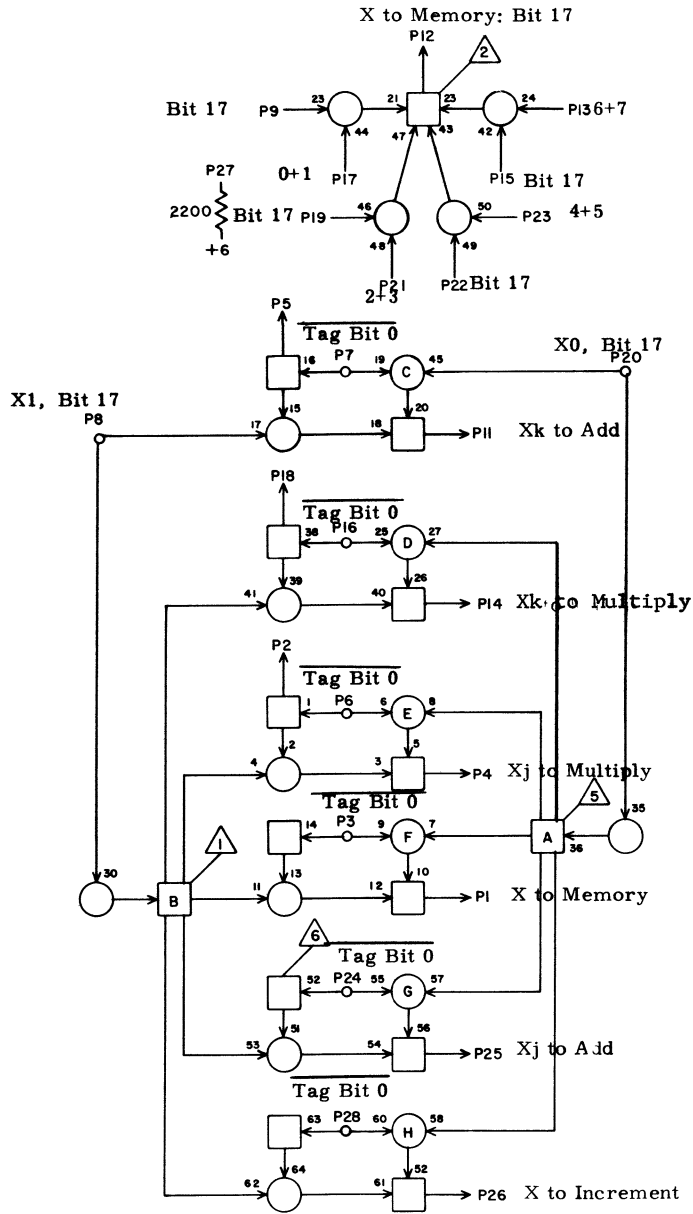 X to Memory: Bit 17
P12
2
Bit 17 P9 23 21 23 24 P13 6+7
44 47 43 42
P27 0+1 P17 P15 Bit 17
2200 Bit 17 P19 46 50 P23 4+5
+6 48 49
P21 P22 Bit 17
2+3
P5
Tag Bit 0
X0, Bit 17
16 P7 19 C 45 P20
X1, Bit 17
P8
15 20
17 18 P11 Xk to Add
P18
Tag Bit 0
38 P16 25 D 27
39 26
41 40 P14 Xk to Multiply
P2
Tag Bit 0
1 P6 6 E 8
2 5
4 3 P4 Xj to Multiply
Tag Bit 0 5 35
14 P3 9 F 7 A 36
1
30 13 10
B 11 12 P1 X to Memory
6 Tag Bit 0
52 P24 55 G 57
51 56
53 54 P25 Xj to Add
Tag Bit 0
63 P28 60 H 58
64 52
62 61 P26 X to Increment